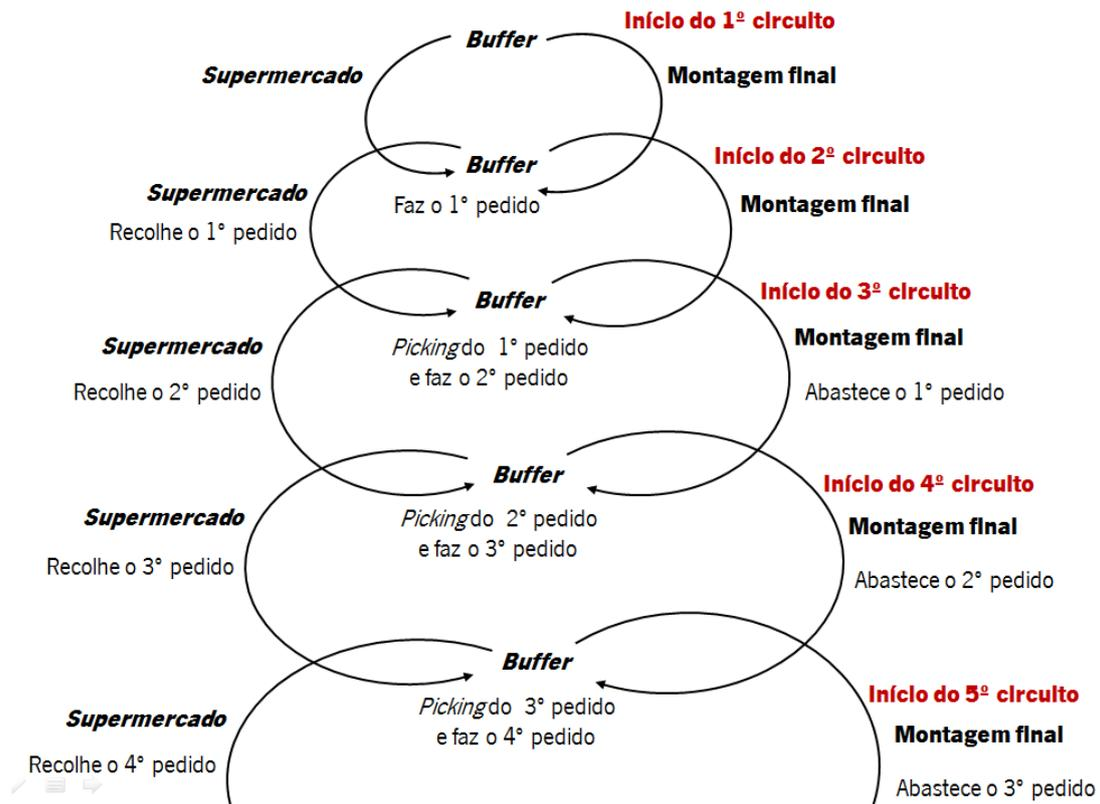 Início do 1º circuito
Buffer
Supermercado
Montagem final
Início do 2º circuito
Buffer
Supermercado
Faz o 1° pedido
Montagem final
Recolhe o 1° pedido
Início do 3º circuito
Buffer
Montagem final
Supermercado
Picking do 1° pedido
e faz o 2° pedido
Recolhe o 2° pedido
Abastece o 1° pedido
Início do 4º circuito
Buffer
Supermercado
Picking do 2° pedido
e faz o 3° pedido
Montagem final
Recolhe o 3° pedido
Abastece o 2° pedido
Início do 5º circuito
Buffer
Supermercado
Picking do 3° pedido
e faz o 4° pedido
Montagem final
Recolhe o 4° pedido
Abastece o 3° pedido